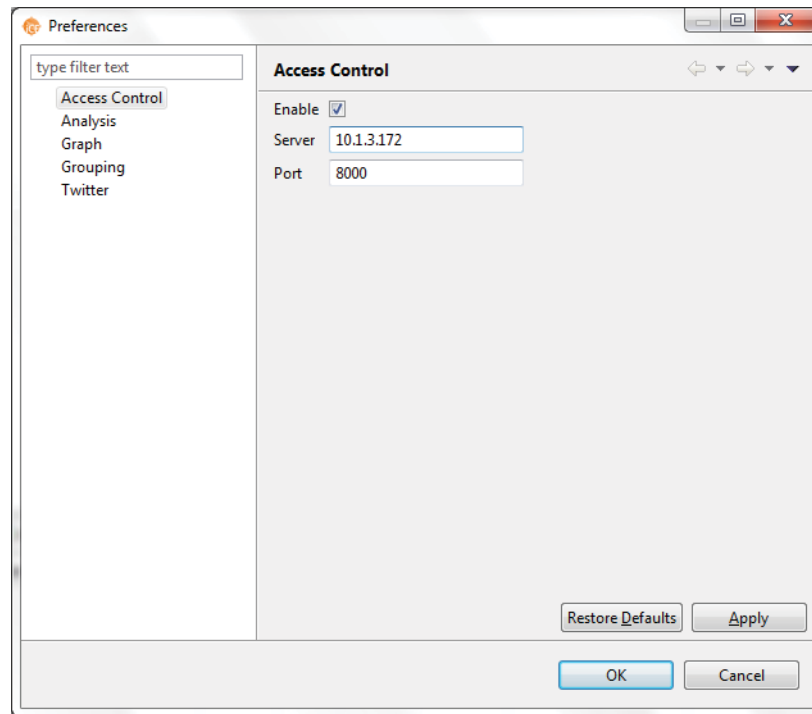 Preferences
type filter text
Access Control
Analysis
Graph
Grouping
Twitter
Access Control
Enable
Server 10.1.3.172
Port 8000
Restore Defaults Apply
OK Cancel